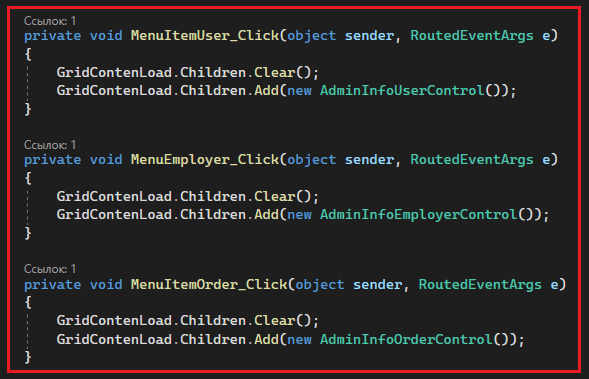 Ссылок: 1
private void MenuItemUser_Click(object sender, RoutedEventArgs e)
{
GridContenLoad.Children.Clear();
GridContenLoad.Children.Add(new AdminInfoUserControl());
}
Ссылок: 1
private void MenuEmployer_Click(object sender, RoutedEventArgs e)
{
GridContenLoad.Children.Clear();
GridContenLoad.Children.Add(new AdminInfoEmployerControl());
}
Ссылок: 1
private void MenuItemOrder_Click(object sender, RoutedEventArgs e)
{
GridContenLoad.Children.Clear();
GridContenLoad.Children.Add(new AdminInfoOrderControl());
}